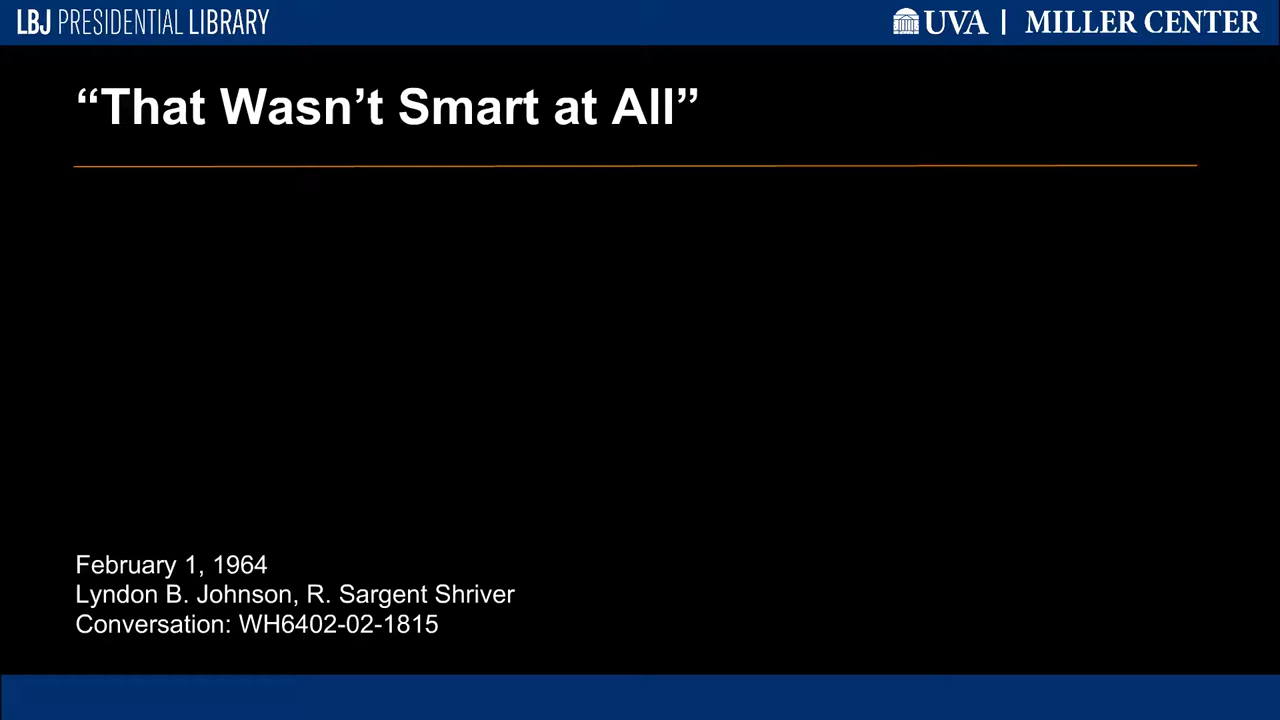 LBJ PRESIDENTIAL LIBRARY
UVA | MILLER CENTER
“That Wasn’t Smart at All”
February 1, 1964
Lyndon B. Johnson, R. Sargent Shriver
Conversation: WH6402-02-1815